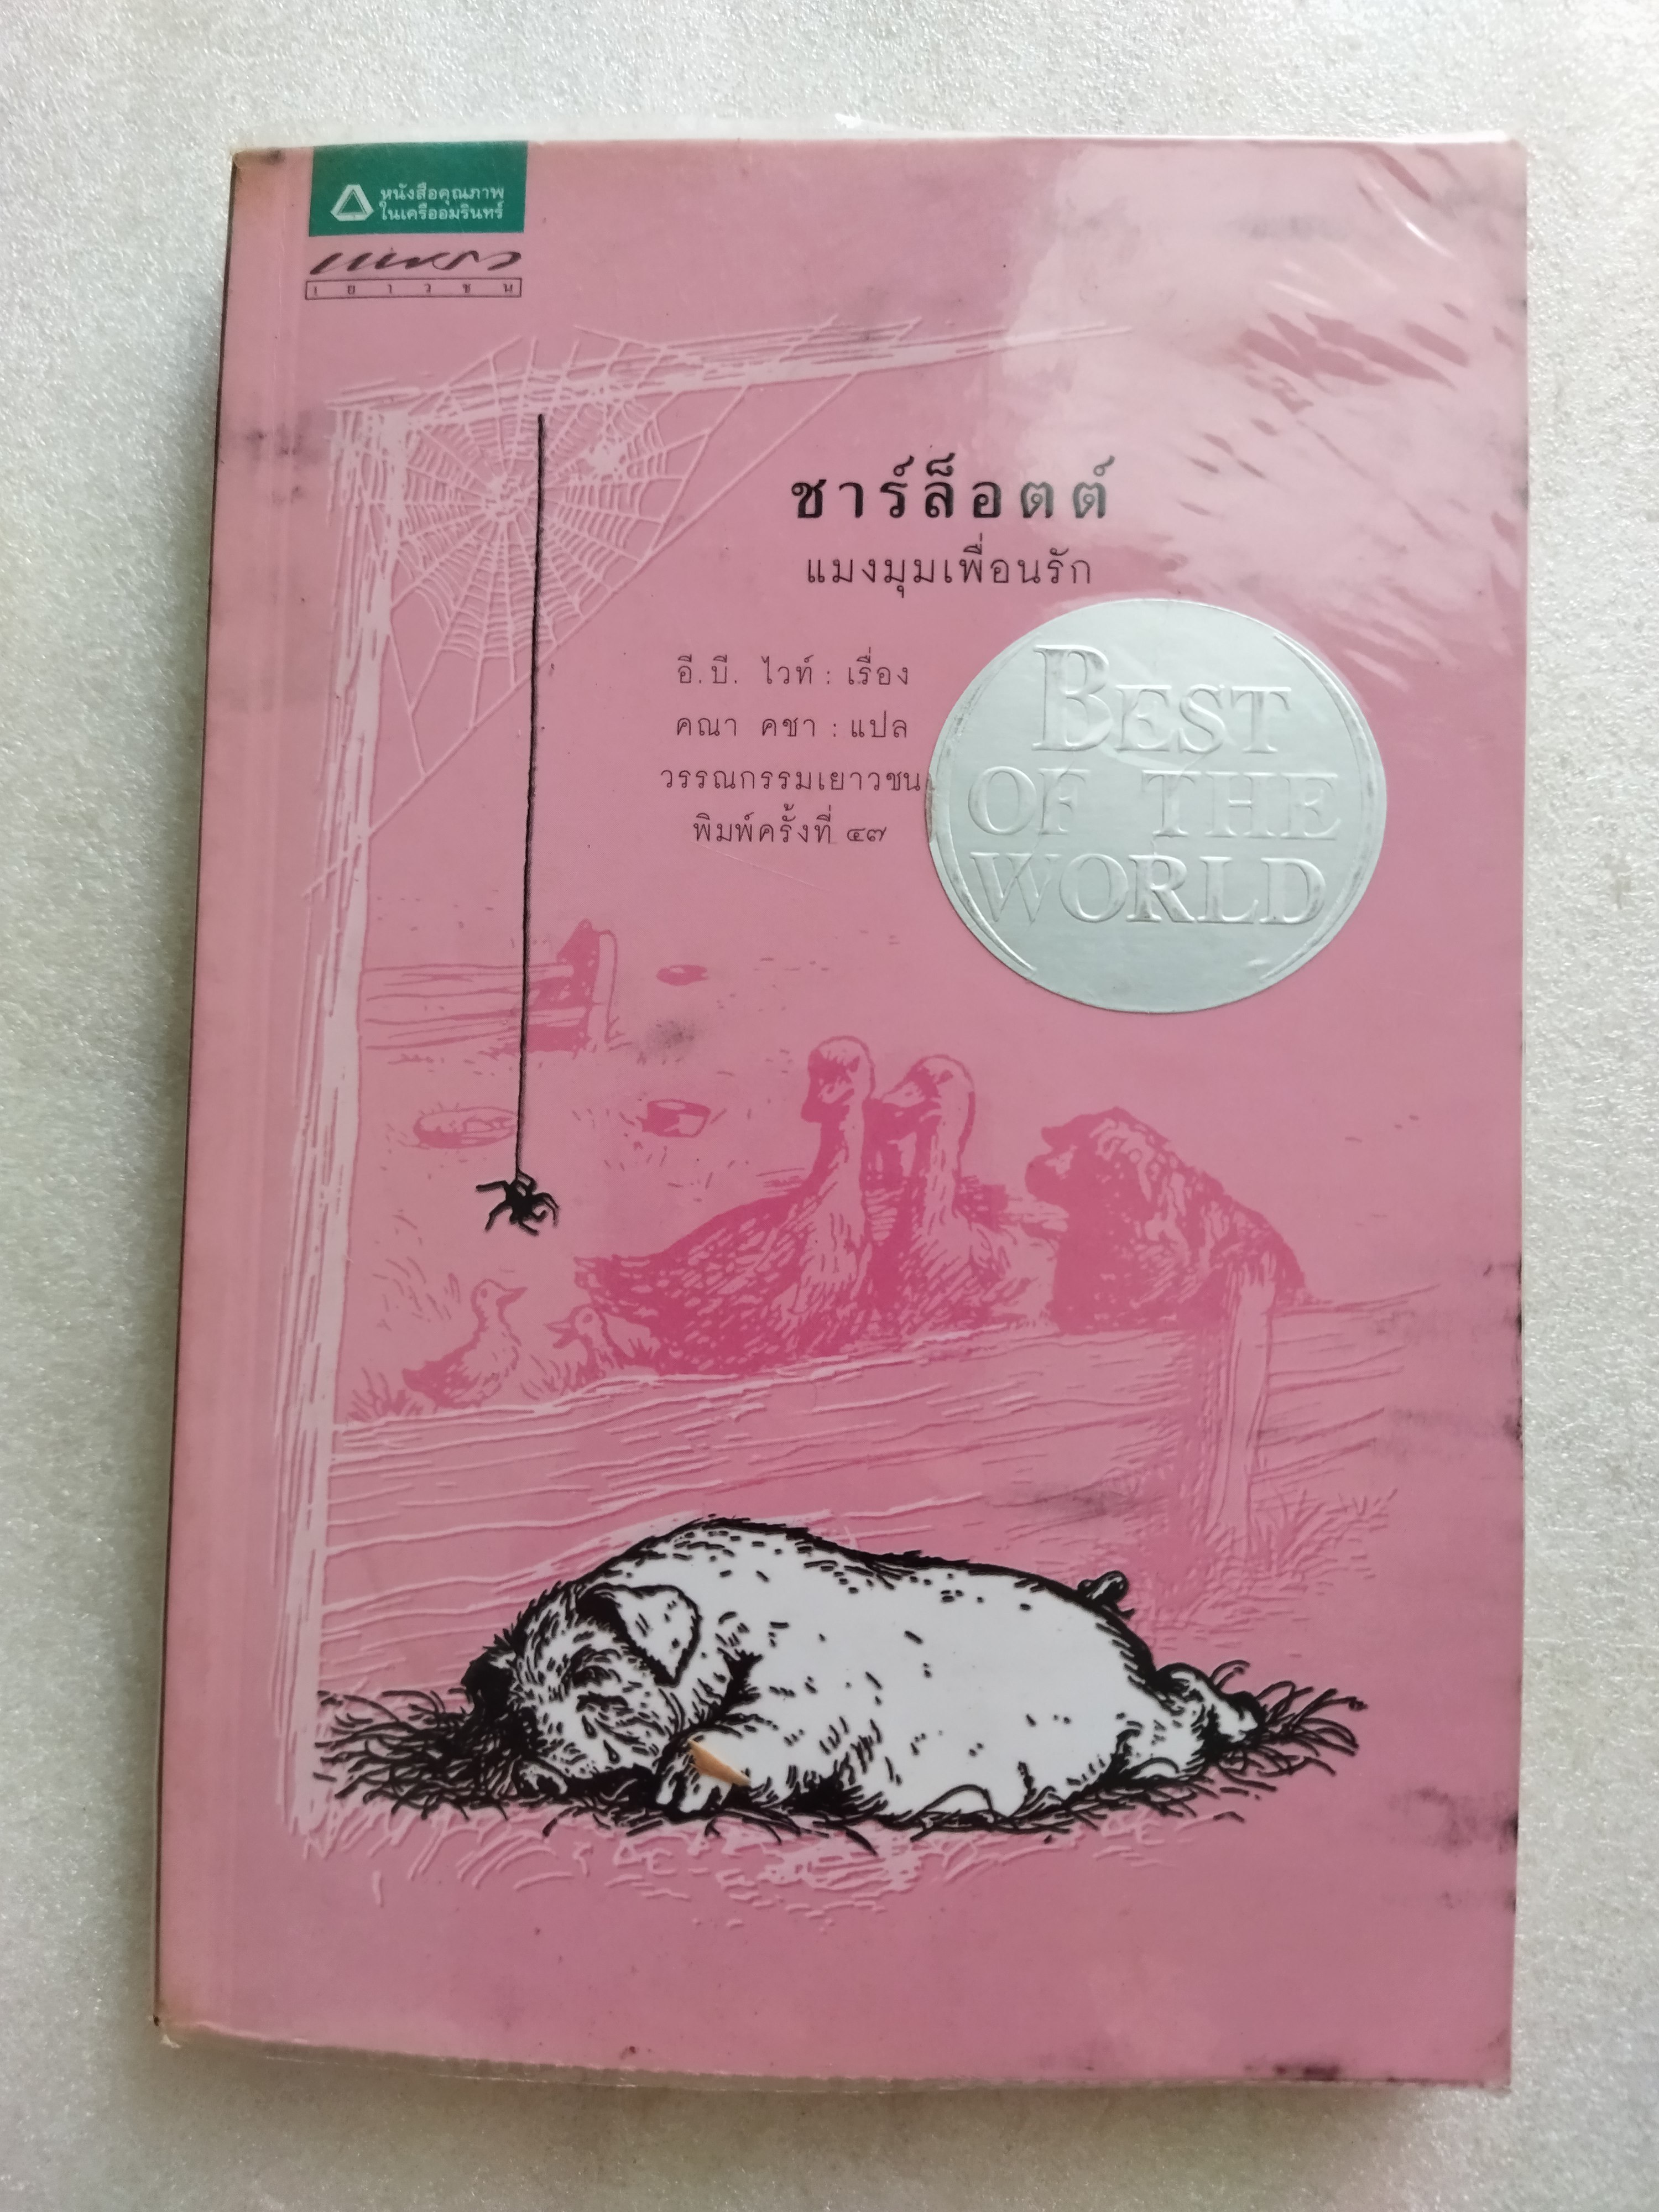 หนังสือคุณภาพ
ในเครืออมรินทร์
แพรว
เยาวชน
ชาร์ล็อตต์
แมงมุมเพื่อนรัก
อี.บี. ไวท์ : เรื่อง
คณา คชา : แปล
วรรณกรรมเยาวชน
พิมพ์ครั้งที่ ๔๗
BEST
OF THE
WORLD